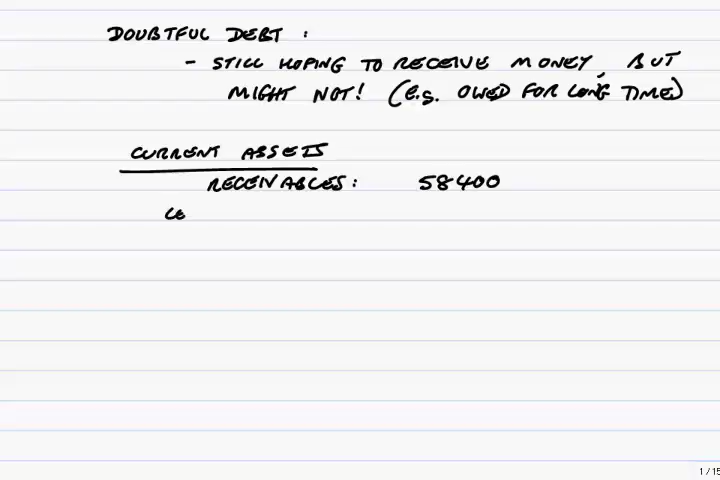 DOUBTFUL DEBT :
- STILL HOPING TO RECEIVE MONEY, BUT
MIGHT NOT! (e.g. OWED FOR LONG TIME)
CURRENT ASSETS
RECEIVABLES: 58400
1/15